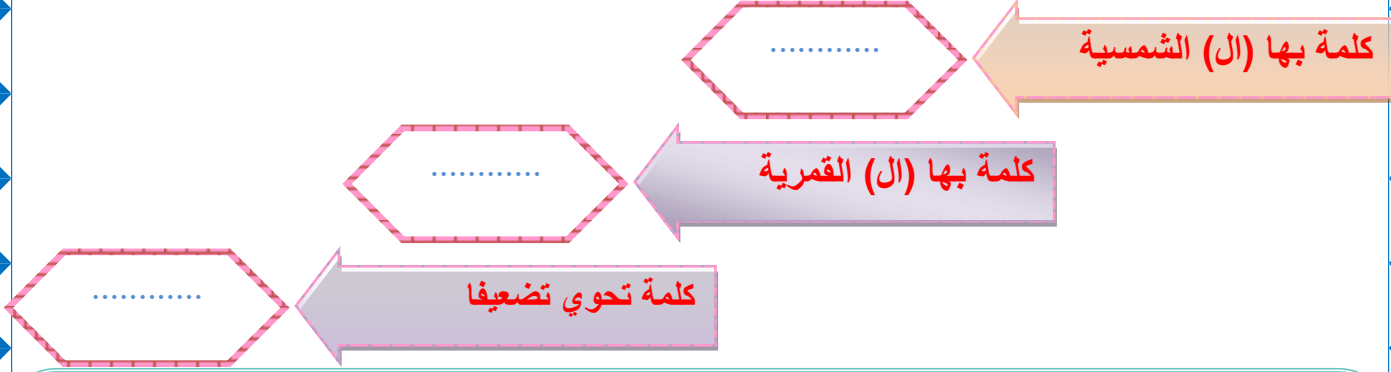 كلمة بها (ال) الشمسية
............
كلمة بها (ال) القمرية
............
كلمة تحوي تضعيفا
............